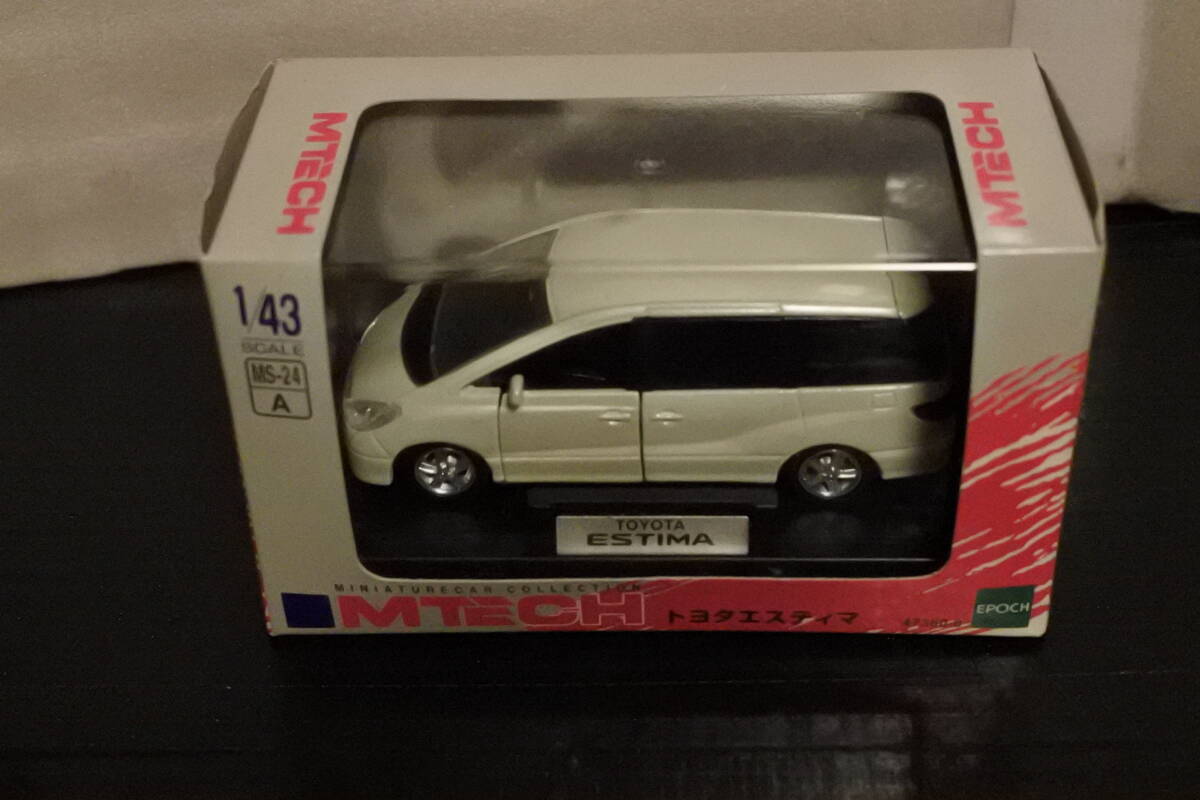 MTECH
MTECH
1/43
SCALE
MS-24
A
TOYOTA
ESTIMA
MINIATURECAR COLLECTION
MTECH
トヨタエスティマ
EPOCH